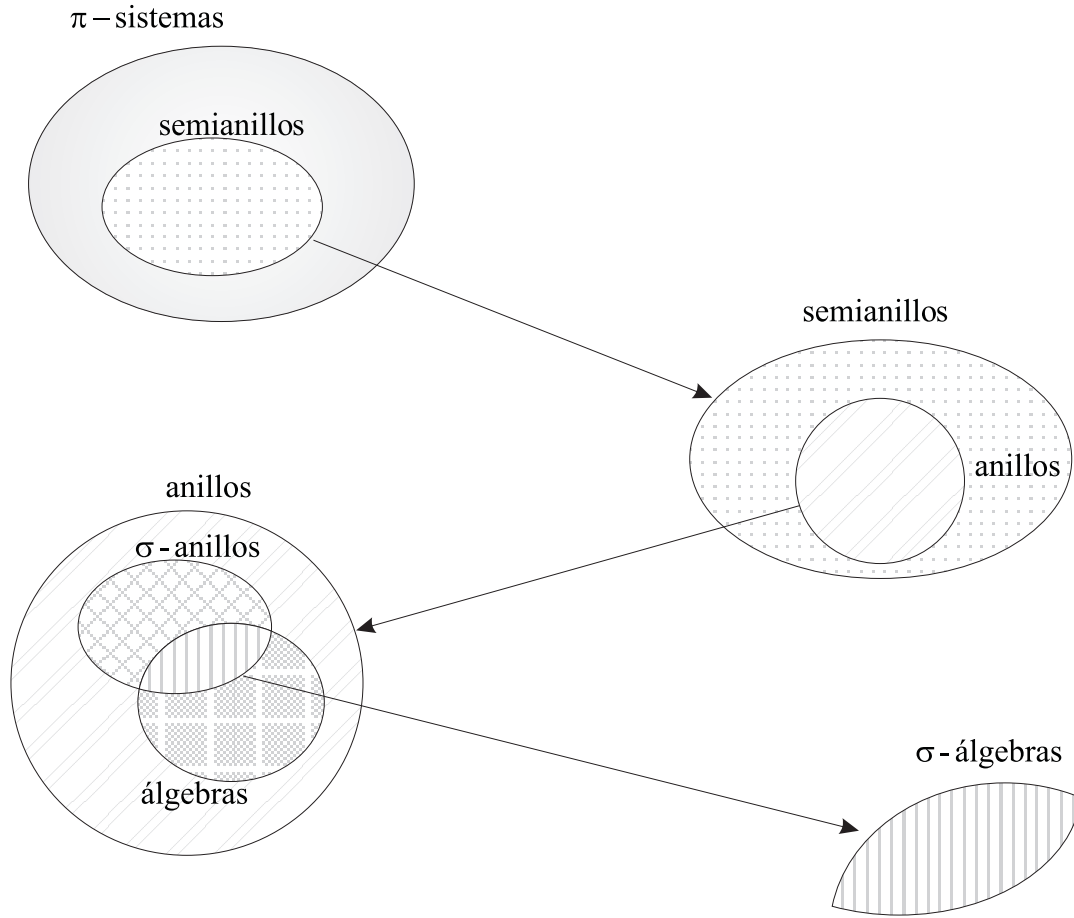 π – sistemas
semianillos
semianillos
anillos
anillos
σ - anillos
álgebras
σ - álgebras